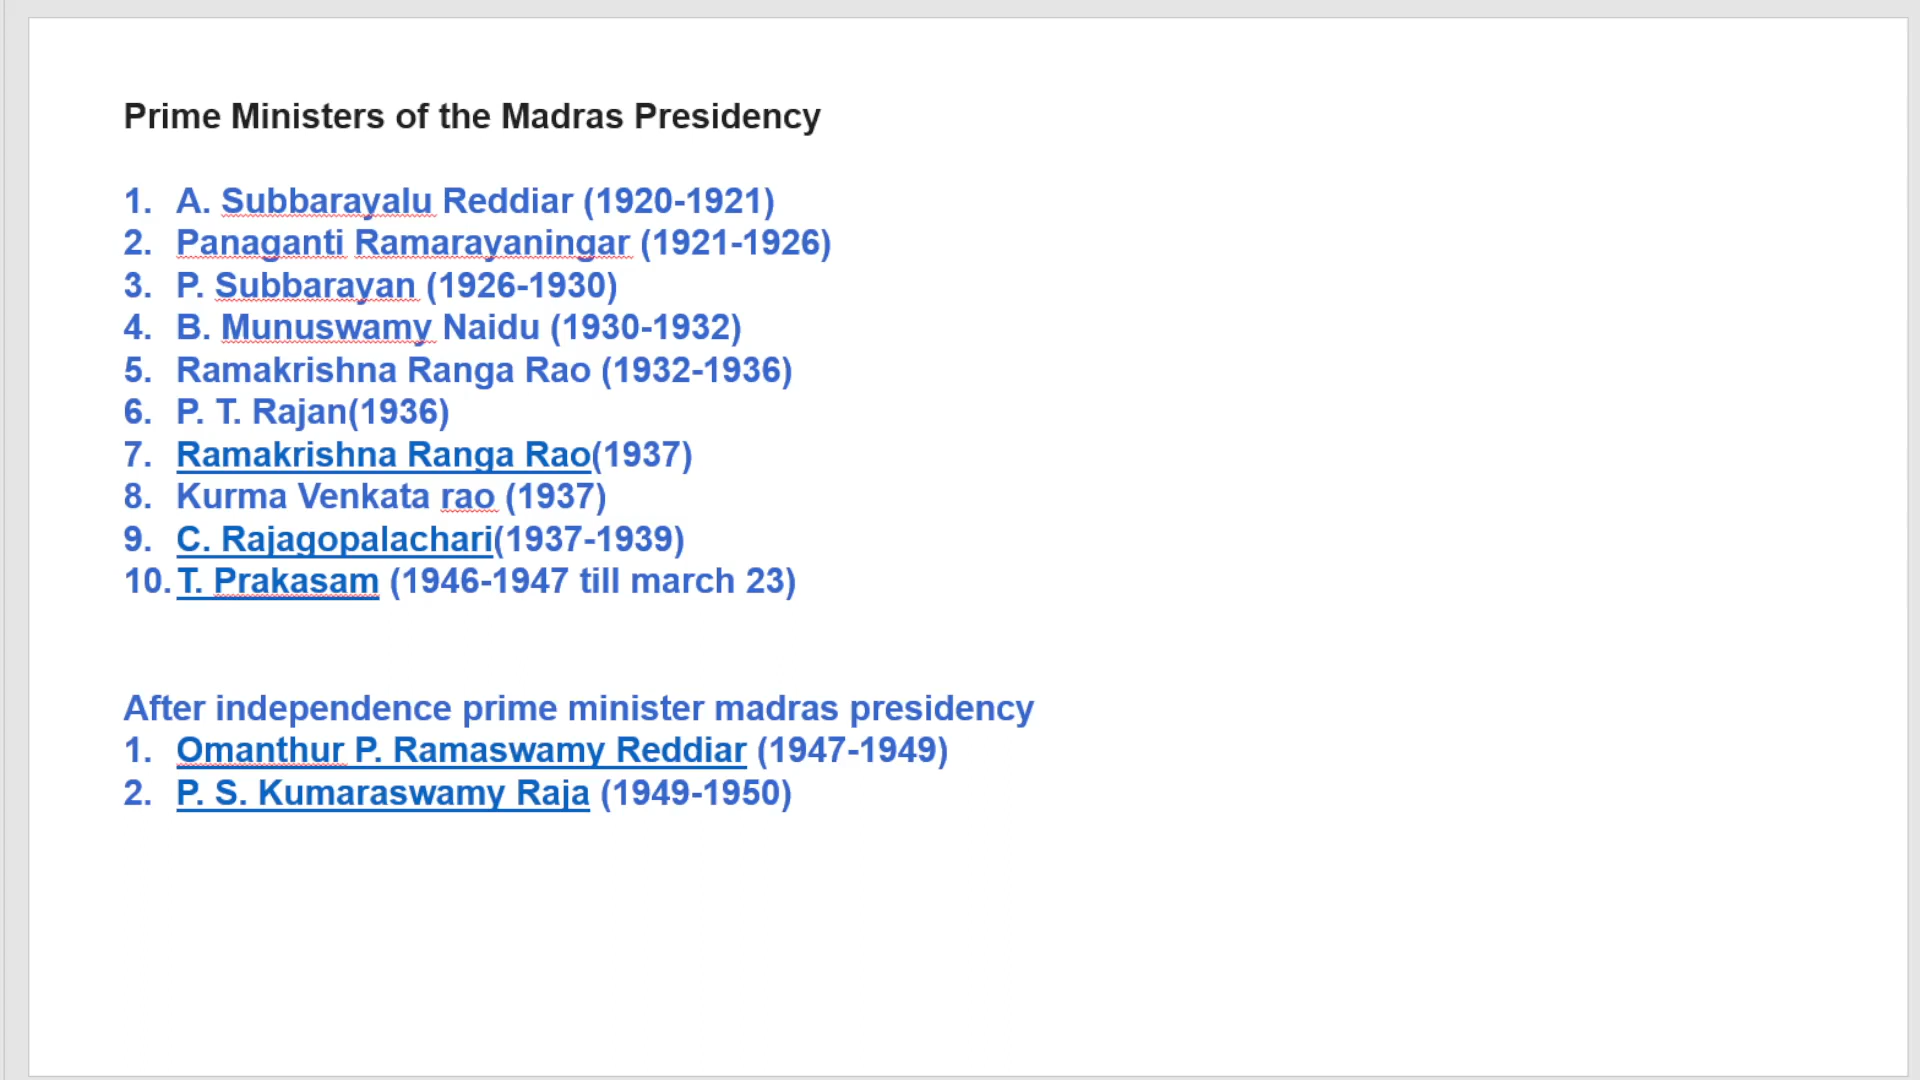 Prime Ministers of the Madras Presidency
1. A. Subbarayalu Reddiar (1920-1921)
2. Panaganti Ramarayaningar (1921-1926)
3. P. Subbarayan (1926-1930)
4. B. Munuswamy Naidu (1930-1932)
5. Ramakrishna Ranga Rao (1932-1936)
6. P. T. Rajan(1936)
7. Ramakrishna Ranga Rao(1937)
8. Kurma Venkata rao (1937)
9. C. Rajagopalachari(1937-1939)
10. T. Prakasam (1946-1947 till march 23)
After independence prime minister madras presidency
1. Omanthur P. Ramaswamy Reddiar (1947-1949)
2. P. S. Kumaraswamy Raja (1949-1950)